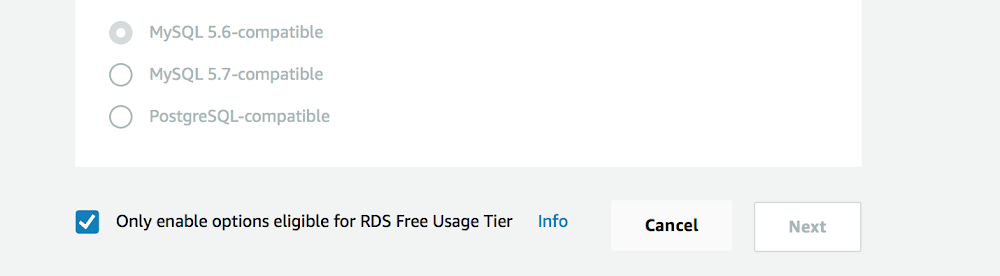 MySQL 5.6-compatible
MySQL 5.7-compatible
PostgreSQL-compatible
Only enable options eligible for RDS Free Usage Tier Info Cancel Next